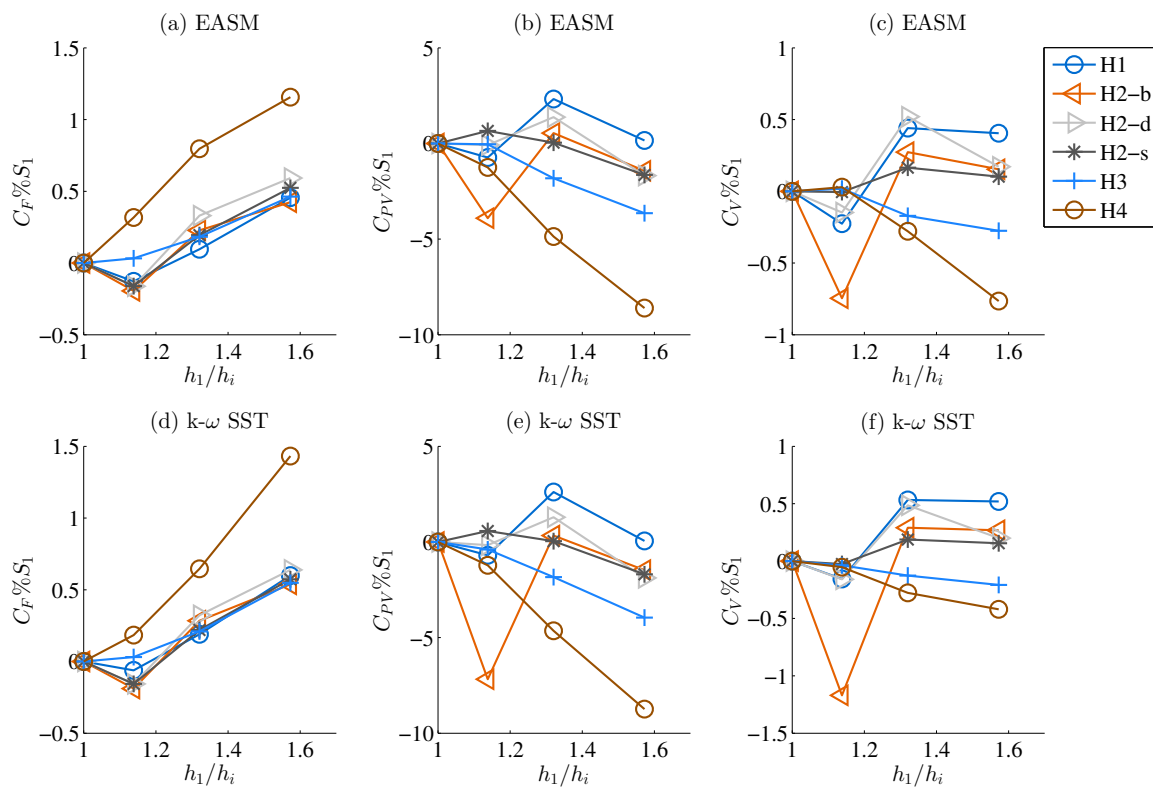 (a) EASM
(b) EASM
(c) EASM
1.5
1
0.5
0
−0.5
C_F%S_1
1
1.2
1.4
1.6
h_1/h_i
5
0
−5
−10
C_{PV}%S_1
1
1.2
1.4
1.6
h_1/h_i
1
0.5
0
−0.5
−1
C_V%S_1
1
1.2
1.4
1.6
h_1/h_i
H1
H2−b
H2−d
H2−s
H3
H4
(d) k-ω SST
(e) k-ω SST
(f) k-ω SST
1.5
1
0.5
0
−0.5
C_F%S_1
1
1.2
1.4
1.6
h_1/h_i
5
0
−5
−10
C_{PV}%S_1
1
1.2
1.4
1.6
h_1/h_i
1
0.5
0
−0.5
−1
−1.5
C_V%S_1
1
1.2
1.4
1.6
h_1/h_i